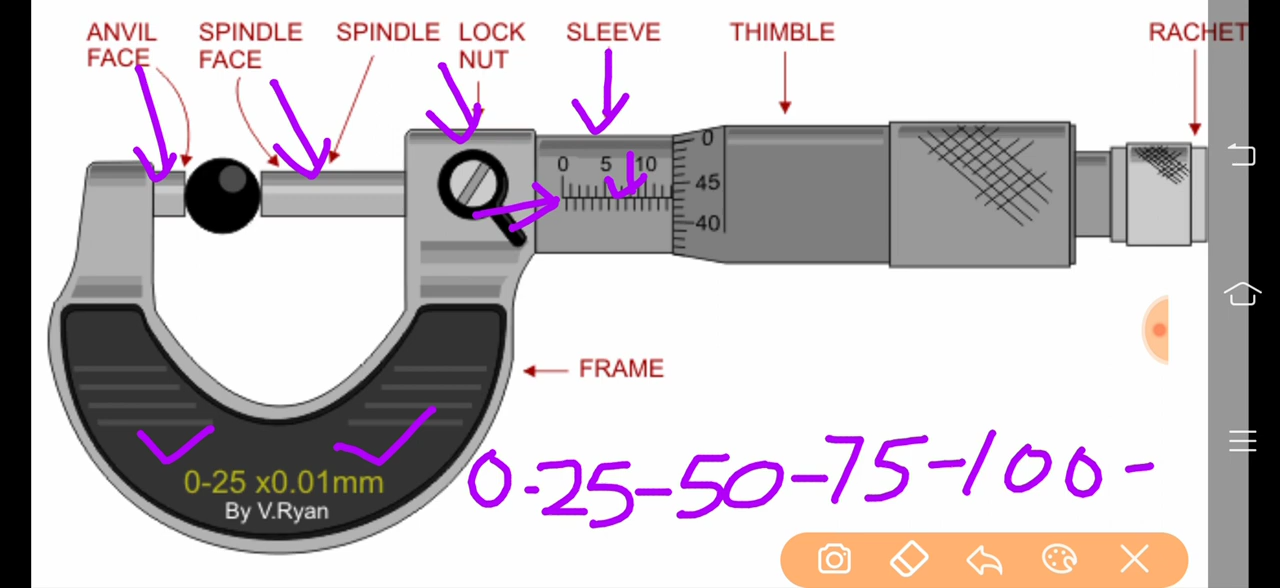 ANVIL FACE
SPINDLE FACE
SPINDLE
LOCK NUT
SLEEVE
THIMBLE
RACHET
0 5 10
0
45
40
FRAME
0-25 x0.01mm
By V.Ryan
0-25-50-75-100-